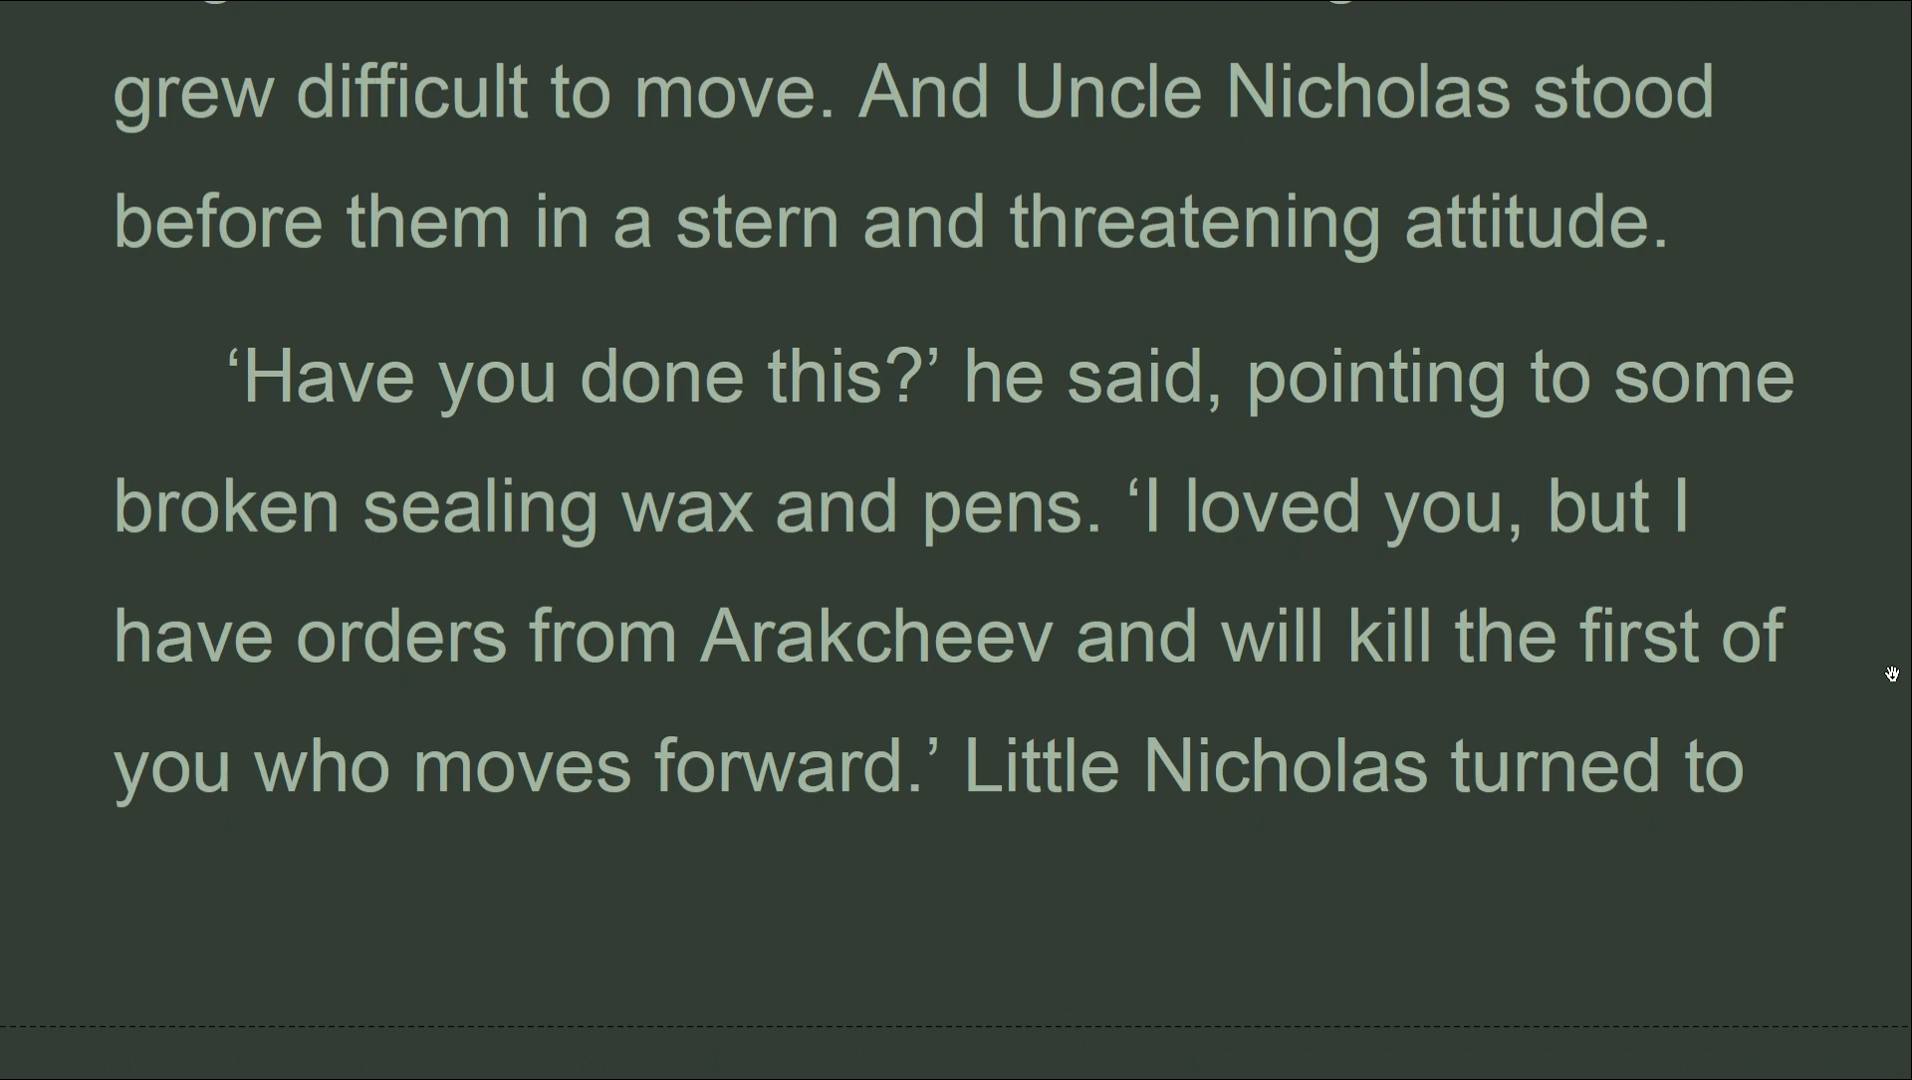 grew difficult to move. And Uncle Nicholas stood
before them in a stern and threatening attitude.
‘Have you done this?’ he said, pointing to some
broken sealing wax and pens. ‘I loved you, but I
have orders from Arakcheev and will kill the first of
you who moves forward.’ Little Nicholas turned to